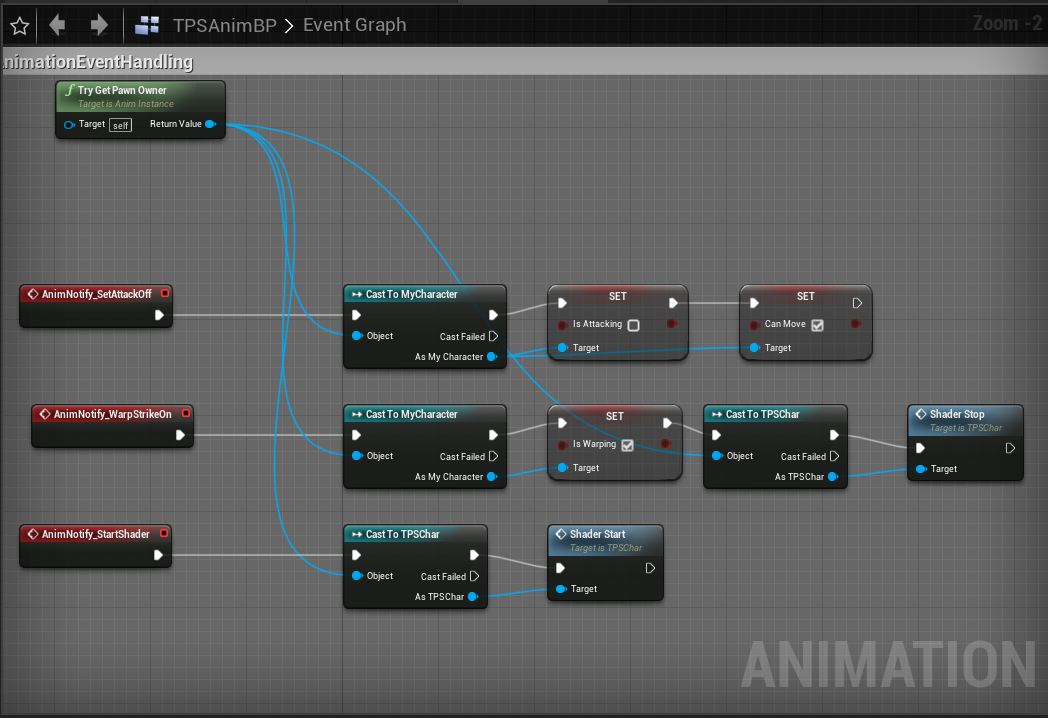 TPSAnimBP > Event Graph
Zoom -2
nimationEventHandling
f Try Get Pawn Owner
Target is Anim Instance
Target self Return Value
AnimNotify_SetAttackOff
Cast To MyCharacter
Object
Cast Failed
As My Character
SET
Is Attacking
Target
SET
Can Move
Target
AnimNotify_WarpStrikeOn
Cast To MyCharacter
Object
Cast Failed
As My Character
SET
Is Warping
Target
Cast To TPSChar
Object
Cast Failed
As TPSChar
Shader Stop
Target is TPSChar
Target
AnimNotify_StartShader
Cast To TPSChar
Object
Cast Failed
As TPSChar
Shader Start
Target is TPSChar
Target
ANIMATION